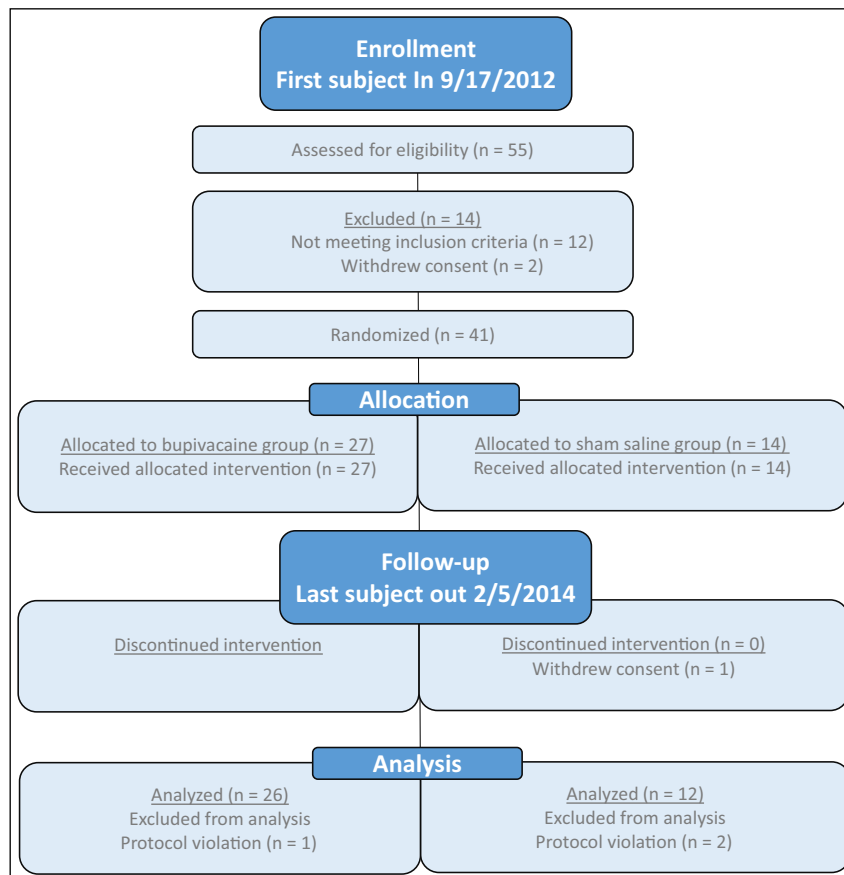 Enrollment
First subject In 9/17/2012
Assessed for eligibility (n = 55)
Excluded (n = 14)
Not meeting inclusion criteria (n = 12)
Withdrew consent (n = 2)
Randomized (n = 41)
Allocation
Allocated to bupivacaine group (n = 27)
Received allocated intervention (n = 27)
Allocated to sham saline group (n = 14)
Received allocated intervention (n = 14)
Follow-up
Last subject out 2/5/2014
Discontinued intervention
Discontinued intervention (n = 0)
Withdrew consent (n = 1)
Analysis
Analyzed (n = 26)
Excluded from analysis
Protocol violation (n = 1)
Analyzed (n = 12)
Excluded from analysis
Protocol violation (n = 2)